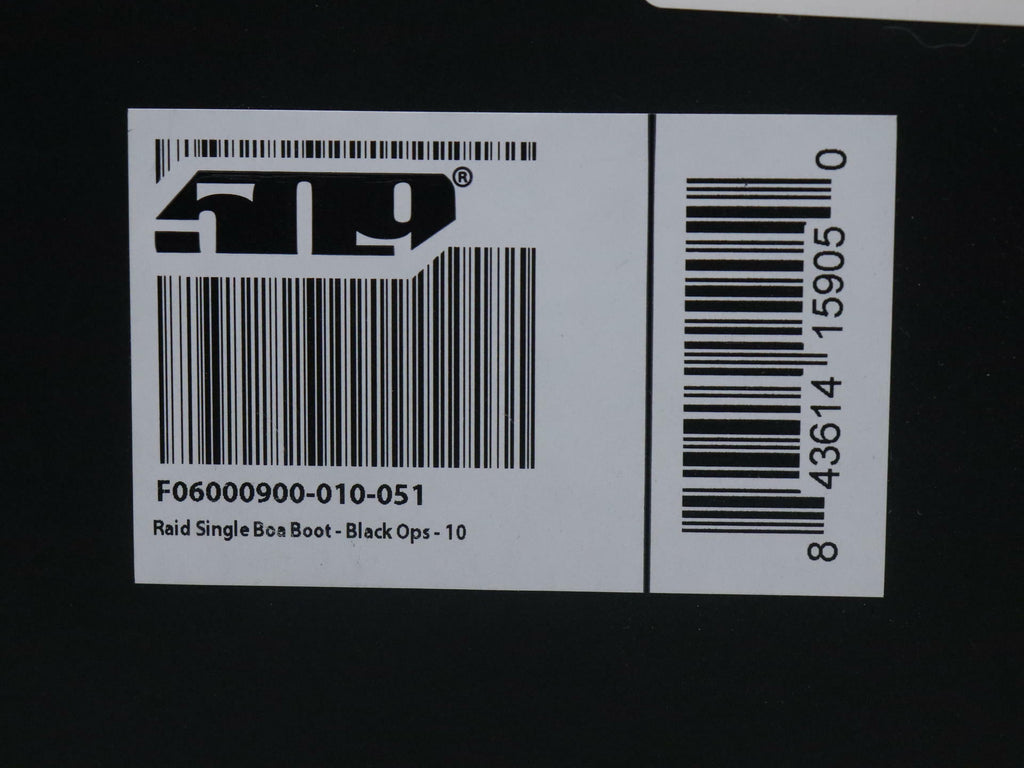 509®
F06000900-010-051
Raid Single Boa Boot - Black Ops - 10
8 43614 15905 0